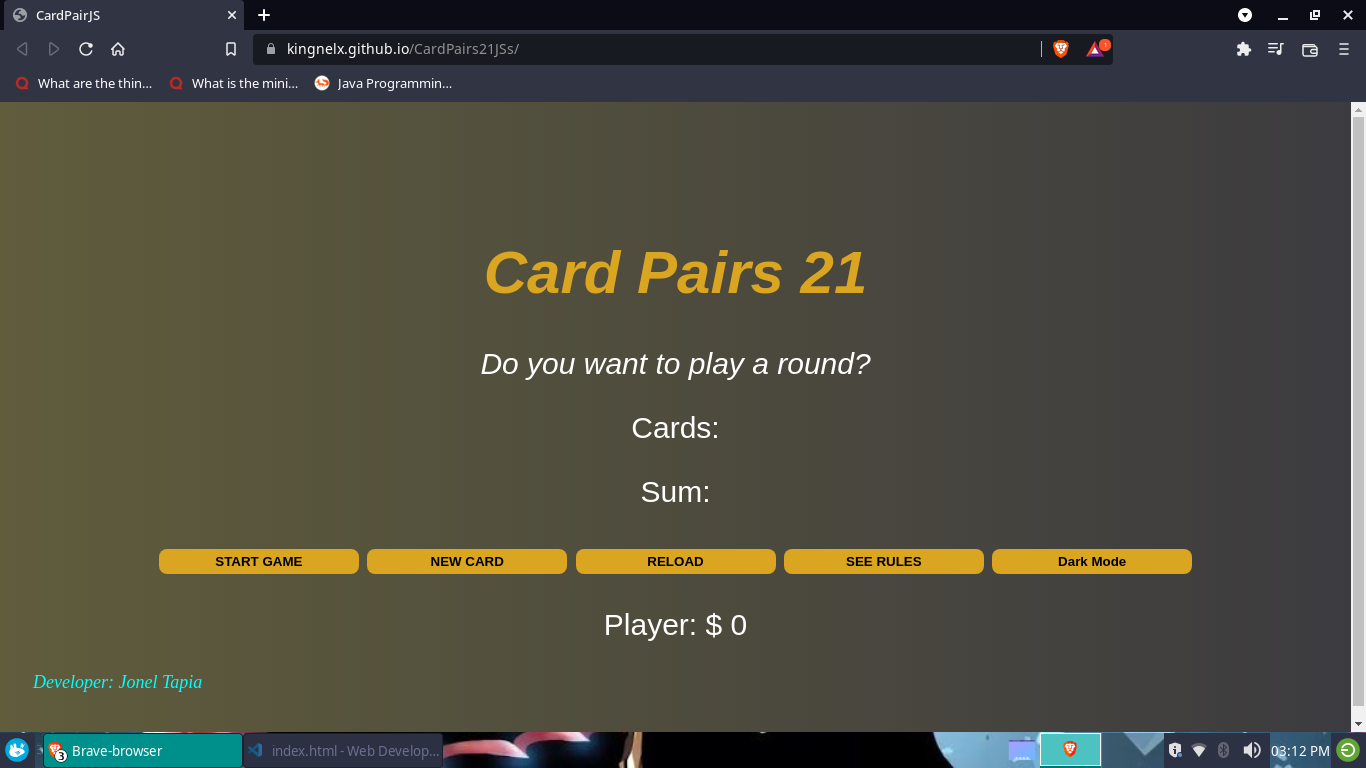 CardPairJS
kingnelx.github.io/CardPairs21JSs/
1
What are the thin...
What is the mini...
Java Programmin...
Card Pairs 21
Do you want to play a round?
Cards:
Sum:
START GAME
NEW CARD
RELOAD
SEE RULES
Dark Mode
Player: $ 0
Developer: Jonel Tapia
3
Brave-browser
index.html - Web Develop...
03:12 PM